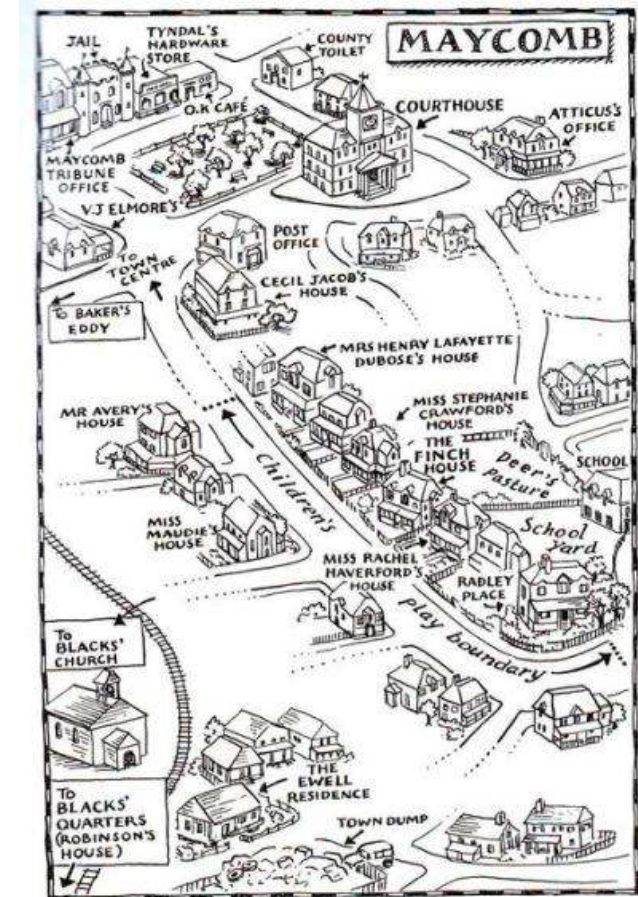 MAYCOMB
JAIL
TYNDAL'S
HARDWARE
STORE
COUNTY
TOILET
O.K CAFÉ
COURTHOUSE
ATTICUS'S
OFFICE
MAYCOMB
TRIBUNE
OFFICE
V.J ELMORE'S
POST
OFFICE
TO
TOWN
CENTRE
CECIL JACOB'S
HOUSE
TO BAKER'S
EDDY
MRS HENRY LAFAYETTE
DUBOSE'S HOUSE
MISS STEPHANIE
CRAWFORD'S
HOUSE
MR AVERY'S
HOUSE
THE
FINCH
HOUSE
Deer's
Pasture
SCHOOL
Children's
MISS
MAUDIE'S
HOUSE
School
yard
MISS RACHEL
HAVERFORD'S
HOUSE
RADLEY
PLACE
Play boundary
To
BLACKS'
CHURCH
THE
EWELL
RESIDENCE
To
BLACKS'
QUARTERS
(ROBINSON'S
HOUSE)
TOWN DUMP